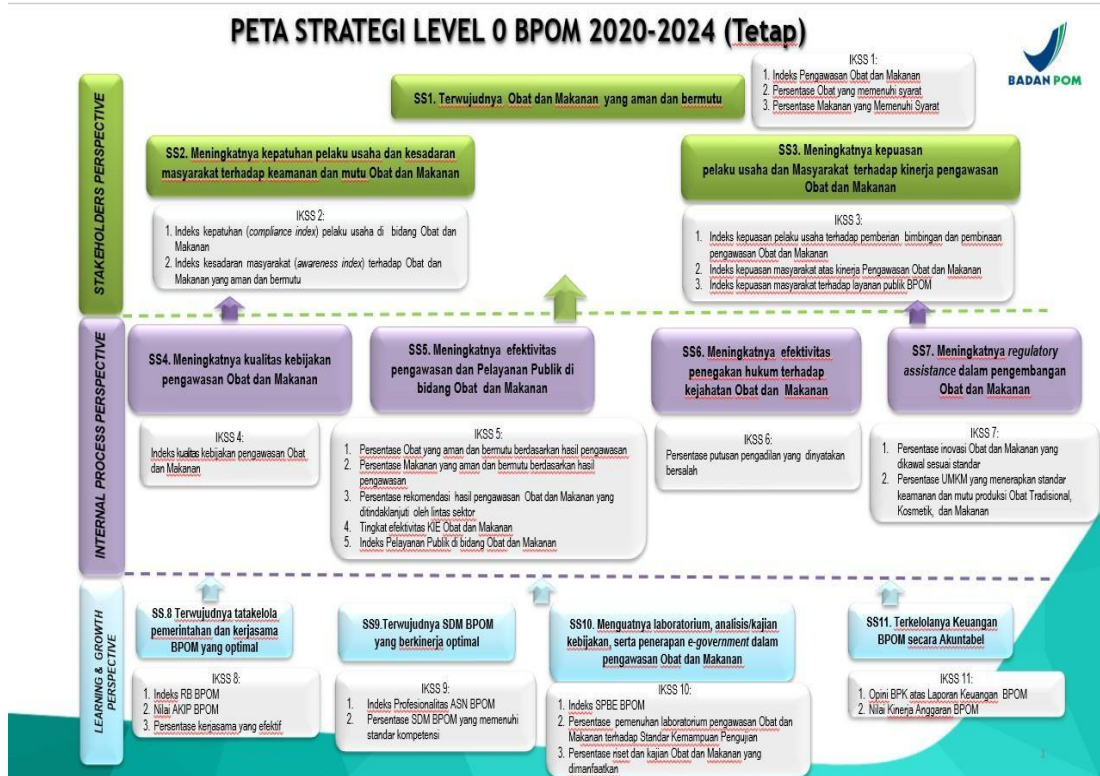 PETA STRATEGI LEVEL 0 BPOM 2020-2024 (Tetap)
BADAN POM
STAKEHOLDERS PERSPECTIVE
SS1. Terwujudnya Obat dan Makanan yang aman dan bermutu
IKSS 1:
1. Indeks Pengawasan Obat dan Makanan
2. Persentase Obat yang memenuhi syarat
3. Persentase Makanan yang Memenuhi Syarat
SS2. Meningkatnya kepatuhan pelaku usaha dan kesadaran
masyarakat terhadap keamanan dan mutu Obat dan Makanan
IKSS 2:
1. Indeks kepatuhan (compliance index) pelaku usaha di bidang Obat dan
Makanan
2. Indeks kesadaran masyarakat (awareness index) terhadap Obat dan
Makanan yang aman dan bermutu
SS3. Meningkatnya kepuasan
pelaku usaha dan Masyarakat terhadap kinerja pengawasan
Obat dan Makanan
IKSS 3:
1. Indeks kepuasan pelaku usaha terhadap pemberian bimbingan dan pembinaan
pengawasan Obat dan Makanan
2. Indeks kepuasan masyarakat atas kinerja Pengawasan Obat dan Makanan
3. Indeks kepuasan masyarakat terhadap layanan publik BPOM
INTERNAL PROCESS PERSPECTIVE
SS4. Meningkatnya kualitas kebijakan
pengawasan Obat dan Makanan
IKSS 4:
Indeks kualitas kebijakan pengawasan Obat
dan Makanan
SS5. Meningkatnya efektivitas
pengawasan dan Pelayanan Publik di
bidang Obat dan Makanan
IKSS 5:
1. Persentase Obat yang aman dan bermutu berdasarkan hasil pengawasan
2. Persentase Makanan yang aman dan bermutu berdasarkan hasil
pengawasan
3. Persentase rekomendasi hasil pengawasan Obat dan Makanan yang
ditindaklanjuti oleh lintas sektor
4. Tingkat efektivitas KIE Obat dan Makanan
5. Indeks Pelayanan Publik di bidang Obat dan Makanan
SS6. Meningkatnya efektivitas
penegakan hukum terhadap
kejahatan Obat dan Makanan
IKSS 6:
Persentase putusan pengadilan yang dinyatakan
bersalah
SS7. Meningkatnya regulatory
assistance dalam pengembangan
Obat dan Makanan
IKSS 7:
1. Persentase inovasi Obat dan Makanan yang
dikawal sesuai standar
2. Persentase UMKM yang menerapkan standar
keamanan dan mutu produksi Obat Tradisional,
Kosmetik, dan Makanan
LEARNING & GROWTH
PERSPECTIVE
SS.8 Terwujudnya tatakelola
pemerintahan dan kerjasama
BPOM yang optimal
IKSS 8:
1. Indeks RB BPOM
2. Nilai AKIP BPOM
3. Persentase kerjasama yang efektif
SS9.Terwujudnya SDM BPOM
yang berkinerja optimal
IKSS 9:
1. Indeks Profesionalitas ASN BPOM
2. Persentase SDM BPOM yang memenuhi
standar kompetensi
SS10. Menguatnya laboratorium, analisis/kajian
kebijakan, serta penerapan e-government dalam
pengawasan Obat dan Makanan
IKSS 10:
1. Indeks SPBE BPOM
2. Persentase pemenuhan laboratorium pengawasan Obat dan
Makanan terhadap Standar Kemampuan Pengujian
3. Persentase riset dan kajian Obat dan Makanan yang
dimanfaatkan
SS11. Terkelolanya Keuangan
BPOM secara Akuntabel
IKSS 11:
1. Opini BPK atas Laporan Keuangan BPOM
2. Nilai Kinerja Anggaran BPOM